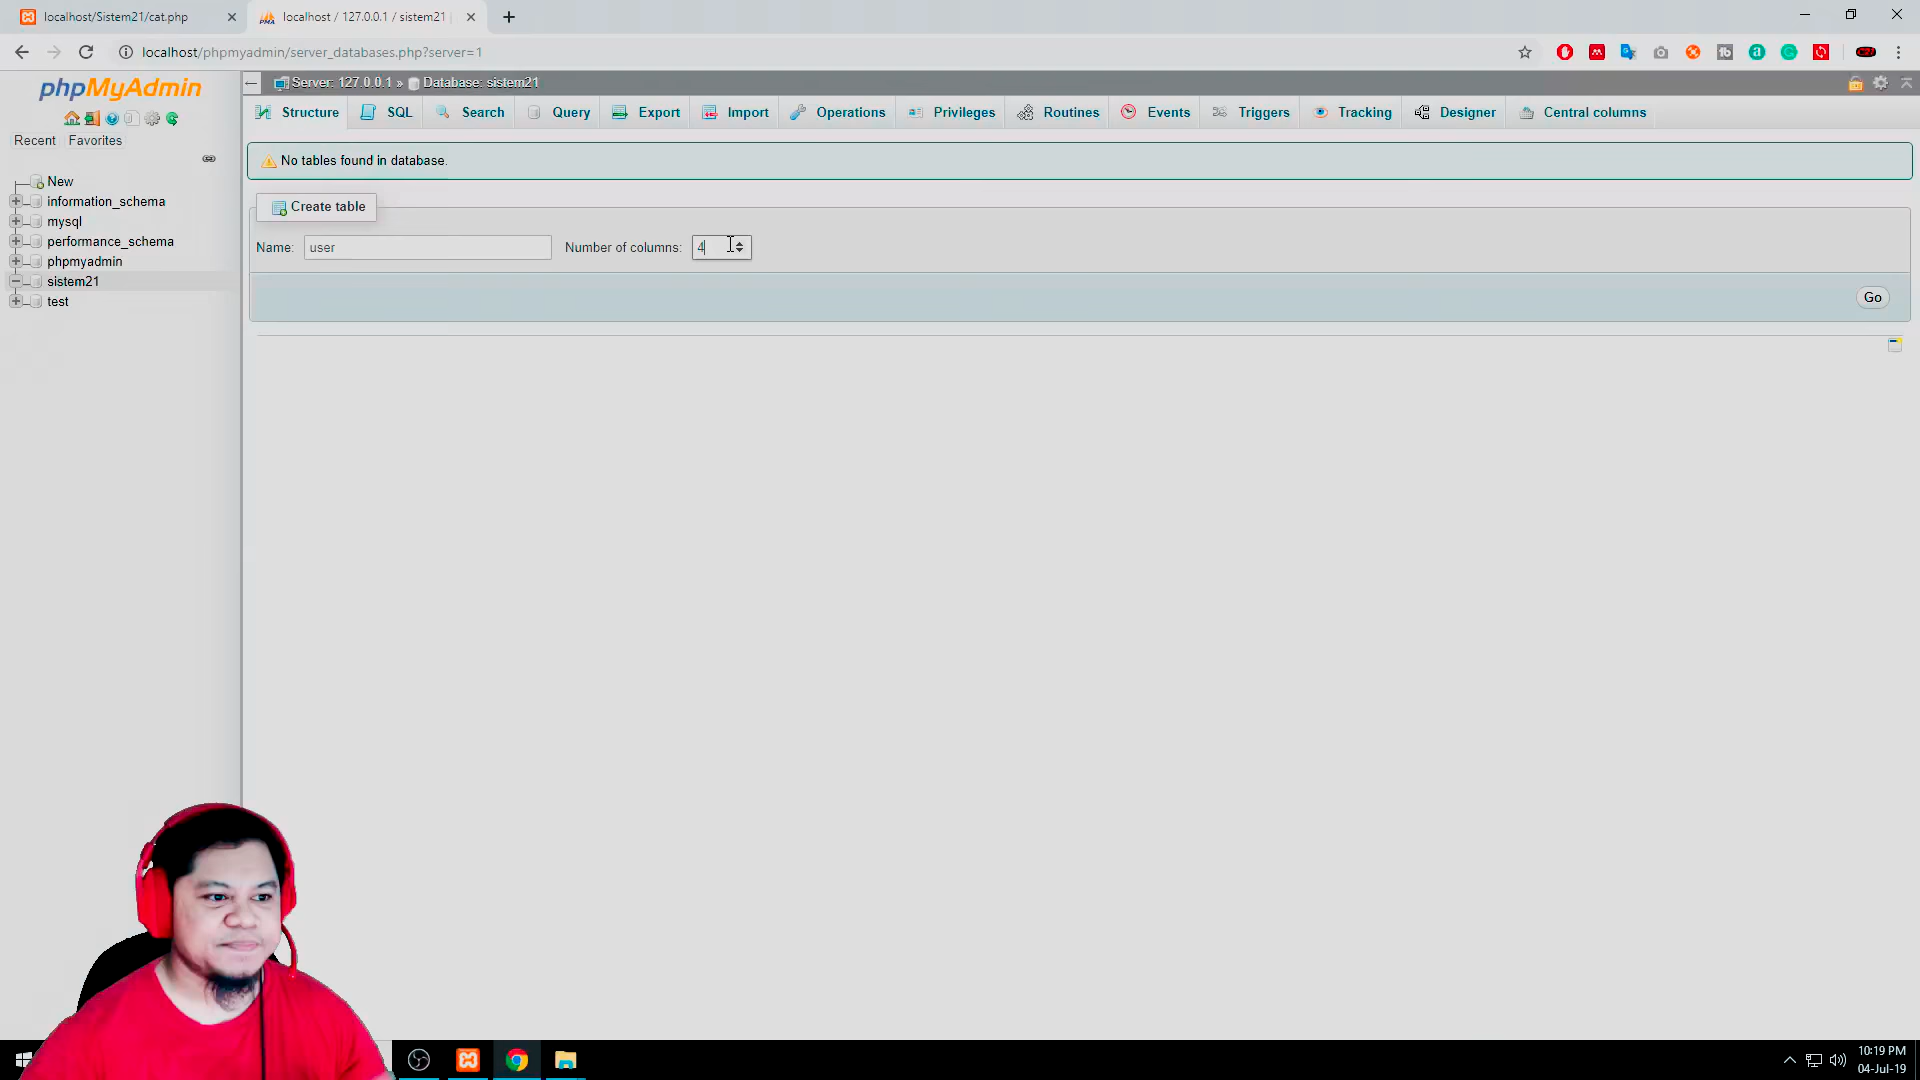 localhost/Sistem21/cat.php
localhost / 127.0.0.1 / sistem21
localhost/phpmyadmin/server_databases.php?server=1
phpMyAdmin
Recent Favorites
New
information_schema
mysql
performance_schema
phpmyadmin
sistem21
test
Server: 127.0.0.1 » Database: sistem21
Structure SQL Search Query Export Import Operations Privileges Routines Events Triggers Tracking Designer Central columns
No tables found in database.
Create table
Name: user Number of columns: 4
Go
10:19 PM
04-Jul-19